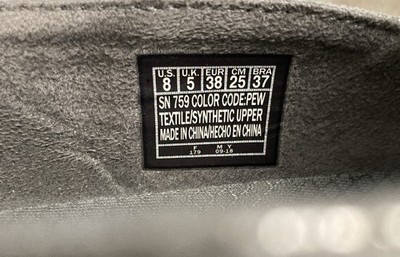 U.S. U.K. EUR CM BRA
8 5 38 25 37
SN 759 COLOR CODE:PEW
TEXTILE/SYNTHETIC UPPER
MADE IN CHINA/HECHO EN CHINA
F M Y
179 09-18